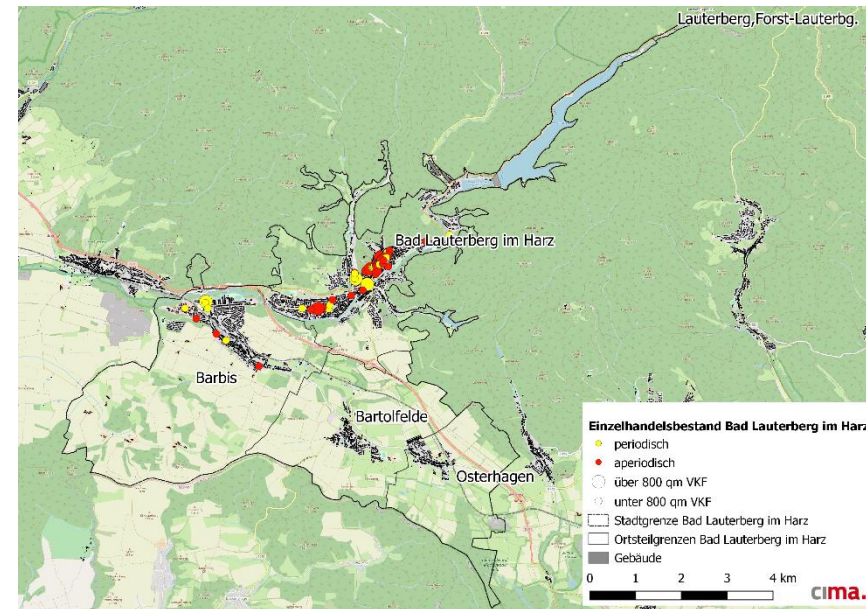 Lauterberg,Forst-Lauterbg.
Bad Lauterberg im Harz
Barbis
Bartolfelde
Osterhagen
Einzelhandelsbestand Bad Lauterberg im Harz
periodisch
aperiodisch
über 800 qm VKF
unter 800 qm VKF
Stadtgrenze Bad Lauterberg im Harz
Ortsteilgrenzen Bad Lauterberg im Harz
Gebäude
0 1 2 3 4 km
cima.